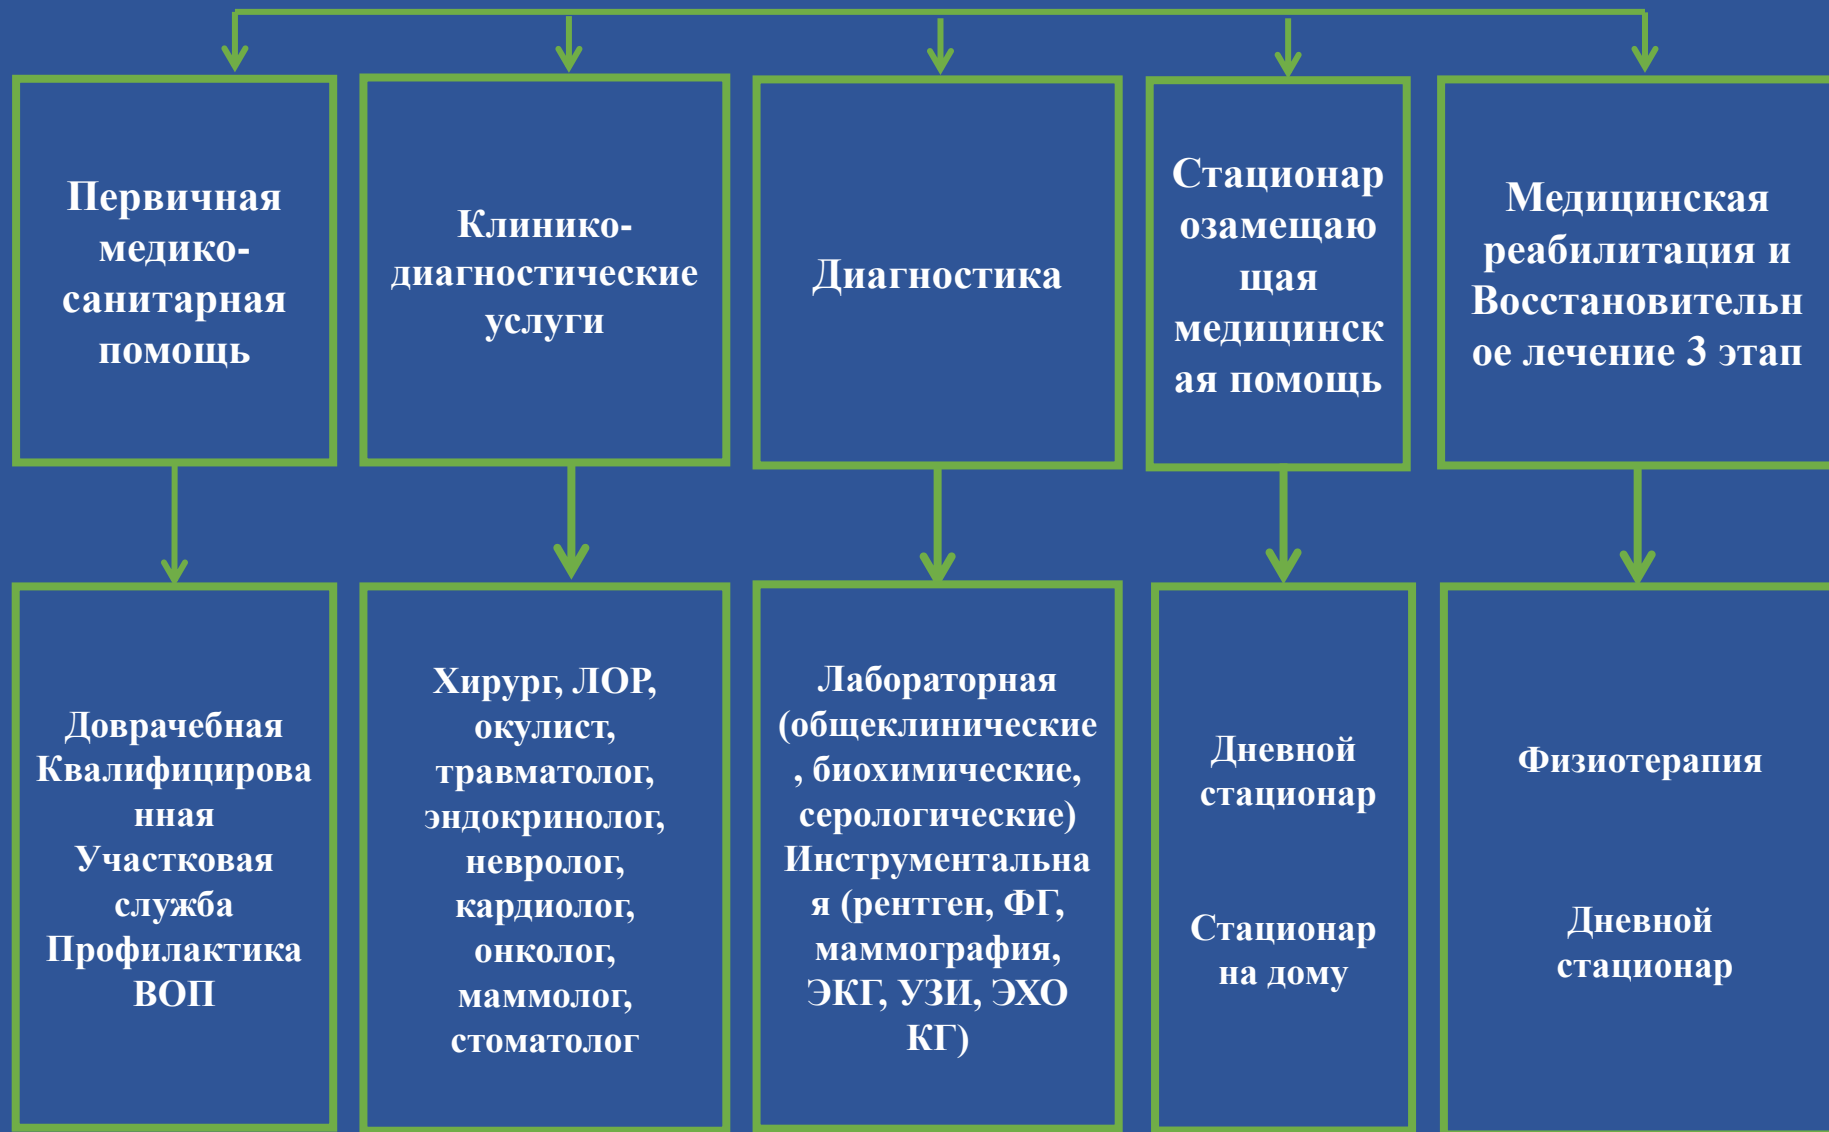 Первичная
медико-
санитарная
помощь
Клинико-
диагностические
услуги
Диагностика
Стационар
озамещаю
щая
медицинск
ая помощь
Медицинская
реабилитация и
Восстановительн
ое лечение 3 этап
Доврачебная
Квалифицирова
нная
Участковая
служба
Профилактика
ВОП
Хирург, ЛОР,
окулист,
травматолог,
эндокринолог,
невролог,
кардиолог,
онколог,
маммолог,
стоматолог
Лабораторная
(общеклинические
, биохимические,
серологические)
Инструментальна
я (рентген, ФГ,
маммография,
ЭКГ, УЗИ, ЭХО
КГ)
Дневной
стационар
Стационар
на дому
Физиотерапия
Дневной
стационар